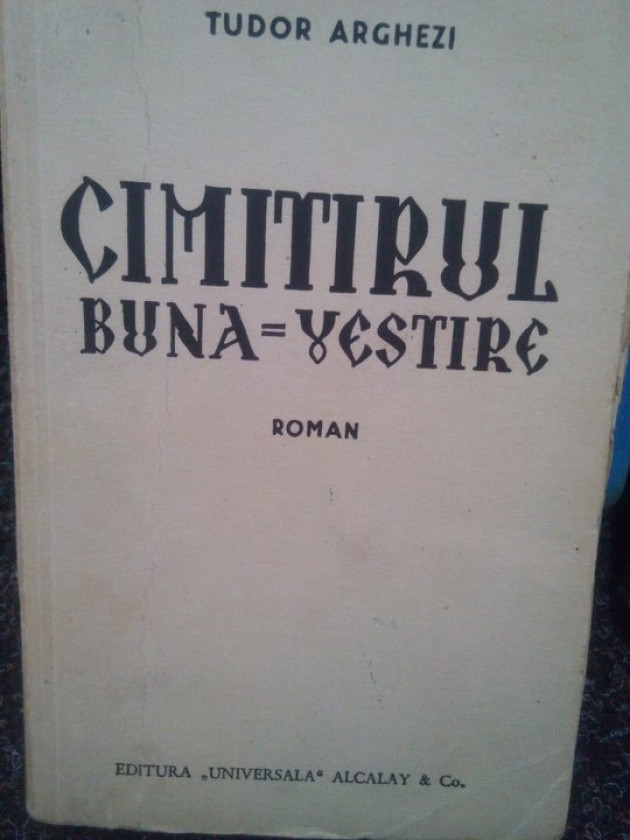 TUDOR ARGHEZI
CIMITIRUL
BUNA=VESTIRE
ROMAN
EDITURA „UNIVERSALA“ ALCALAY & Co.